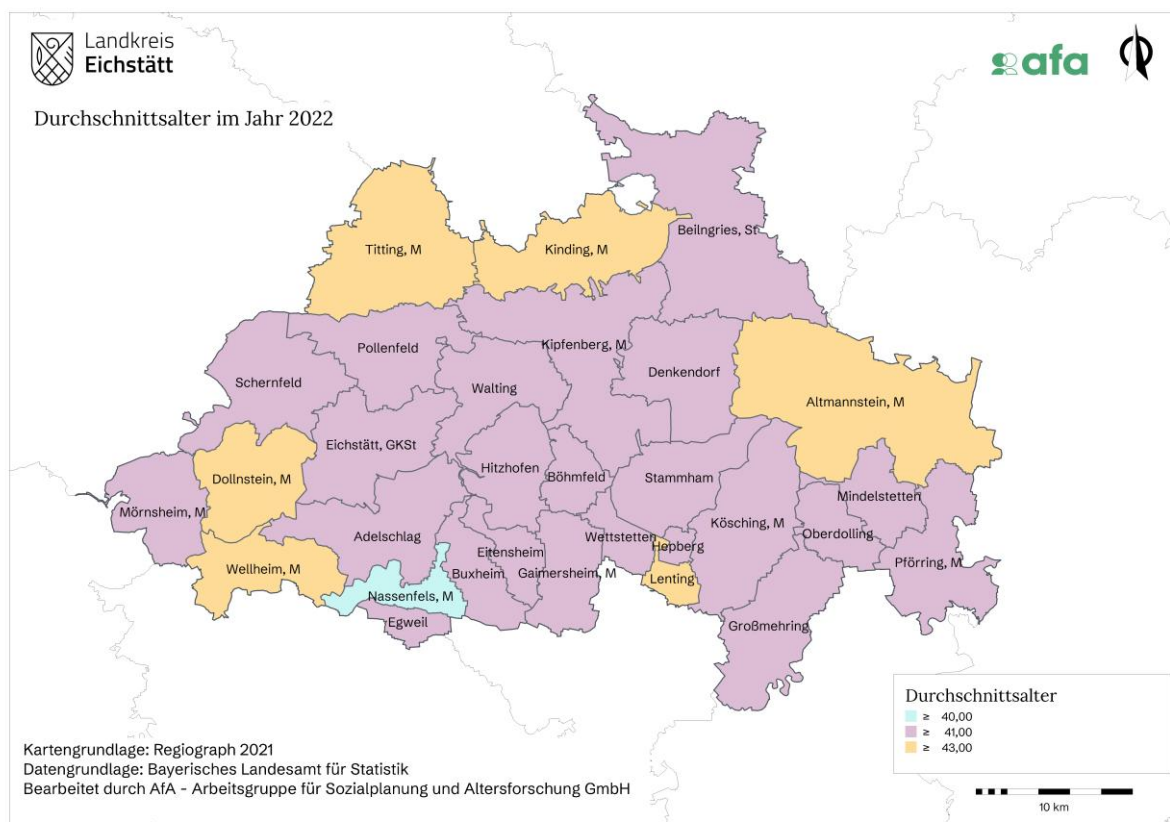 Landkreis
Eichstätt
afa
Durchschnittsalter im Jahr 2022
Beilngries, St
Titting, M
Kinding, M
Pollenfeld
Kipfenberg, M
Schernfeld
Walting
Denkendorf
Altmannstein, M
Eichstätt, GKSt
Hitzhofen
Dollnstein, M
Böhmfeld
Stammham
Mindelstetten
Mörnsheim, M
Kösching, M
Adelschlag
Wettstetten
Oberdolling
Hepberg
Eitensheim
Pförring, M
Wellheim, M
Buxheim
Gaimersheim, M
Lenting
Nassenfels, M
Egweil
Großmehring
Durchschnittsalter
≥ 40,00
≥ 41,00
≥ 43,00
Kartengrundlage: Regiograph 2021
Datengrundlage: Bayerisches Landesamt für Statistik
Bearbeitet durch AfA - Arbeitsgruppe für Sozialplanung und Altersforschung GmbH
10 km